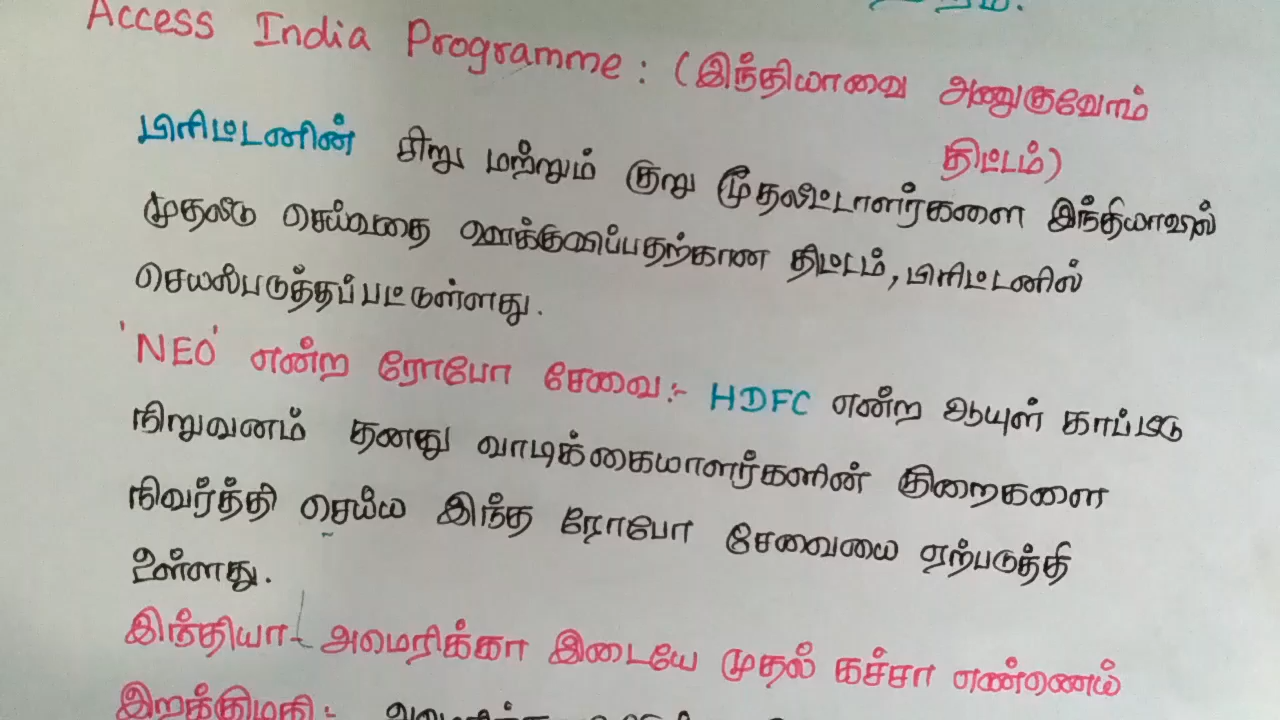 Access India Programme : (இந்தியாவை அணுகுவோம்
திட்டம்)
பிரிட்டனின் சிறு மற்றும் குறு முதலீட்டாளர்களை இந்தியாவில்
முதலீடு செய்வதை ஊக்குவிப்பதற்கான திட்டம், பிரிட்டனில்
செயல்படுத்தப்பட்டுள்ளது.
'NEO' என்ற ரோபோ சேவை :- HDFC என்ற ஆயுள் காப்பீடு
நிறுவனம் தனது வாடிக்கையாளர்களின் குறைகளை
நிவர்த்தி செய்ய இந்த ரோபோ சேவையை ஏற்படுத்தி
உள்ளது.
இந்தியா - அமெரிக்கா இடையே முதல் கச்சா எண்ணெய்
இறக்குமதி :-